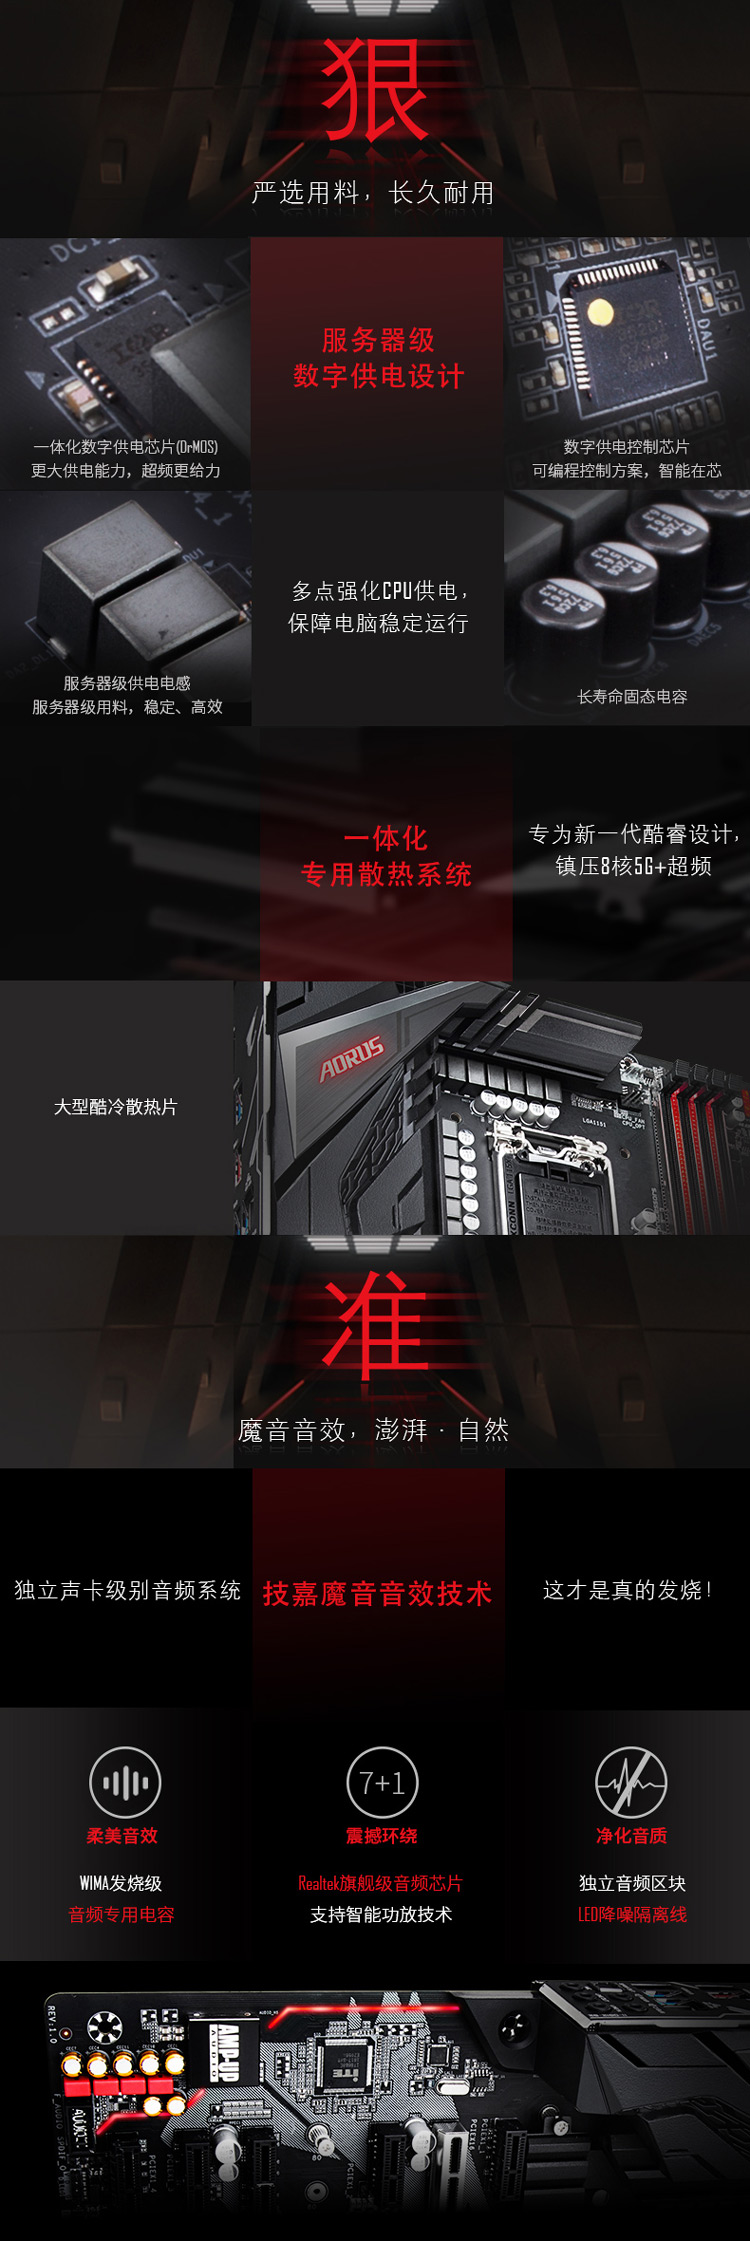 狠
严选用料，长久耐用
服务器级
数字供电设计
一体化数字供电芯片(DrMOS)
更大供电能力，超频更给力
DAU1
数字供电控制芯片
可编程控制方案，智能在芯
服务器级供电电感
服务器级用料，稳定、高效
多点强化CPU供电，
保障电脑稳定运行
长寿命固态电容
一体化
专用散热系统
专为新一代酷睿设计，
镇压8核5G+超频
大型酷冷散热片
AORUS
LGA1151
CPU_FAN
CPU_OPT
准
魔音音效，澎湃·自然
独立声卡级别音频系统
技嘉魔音音效技术
这才是真的发烧！
7+1
柔美音效
震撼环绕
净化音质
WIMA发烧级
音频专用电容
Realtek旗舰级音频芯片
支持智能功放技术
独立音频区块
LED降噪隔离线
REV:1.0
AMP-UP
AUDIO
F_AUDIO
80